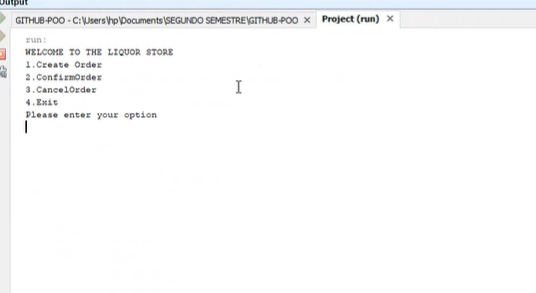 Output
GITHUB-POO - C:\Users\hp\Documents\SEGUNDO SEMESTRE\GITHUB-POO × Project (run) ×
run:
WELCOME TO THE LIQUOR STORE
1.Create Order
2.ConfirmOrder
3.CancelOrder
4.Exit
Please enter your option